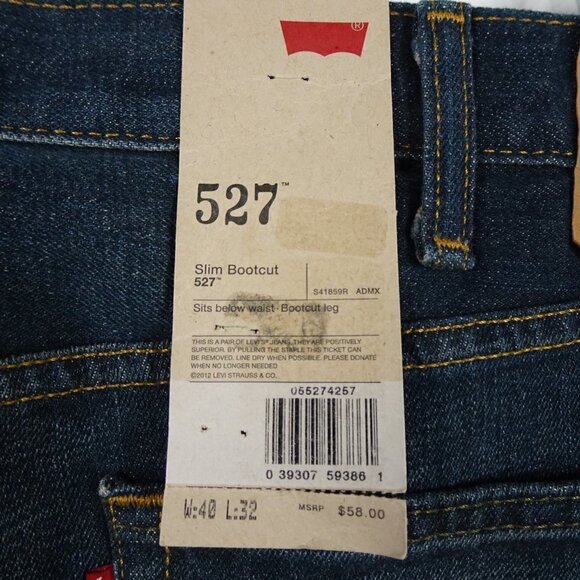 ®
527™
Slim Bootcut
527™
S41859R ADMX
Sits below waist · Bootcut leg
THIS IS A PAIR OF LEVI'S® JEANS. THEY ARE POSITIVELY
SUPERIOR. BY PULLING THE STAPLE THIS TICKET CAN
BE REMOVED. LINE DRY WHEN POSSIBLE. PLEASE DONATE
WHEN NO LONGER NEEDED
©2012 LEVI STRAUSS & CO.
055274257
0 39307 59386 1
W:40 L:32 MSRP $58.00